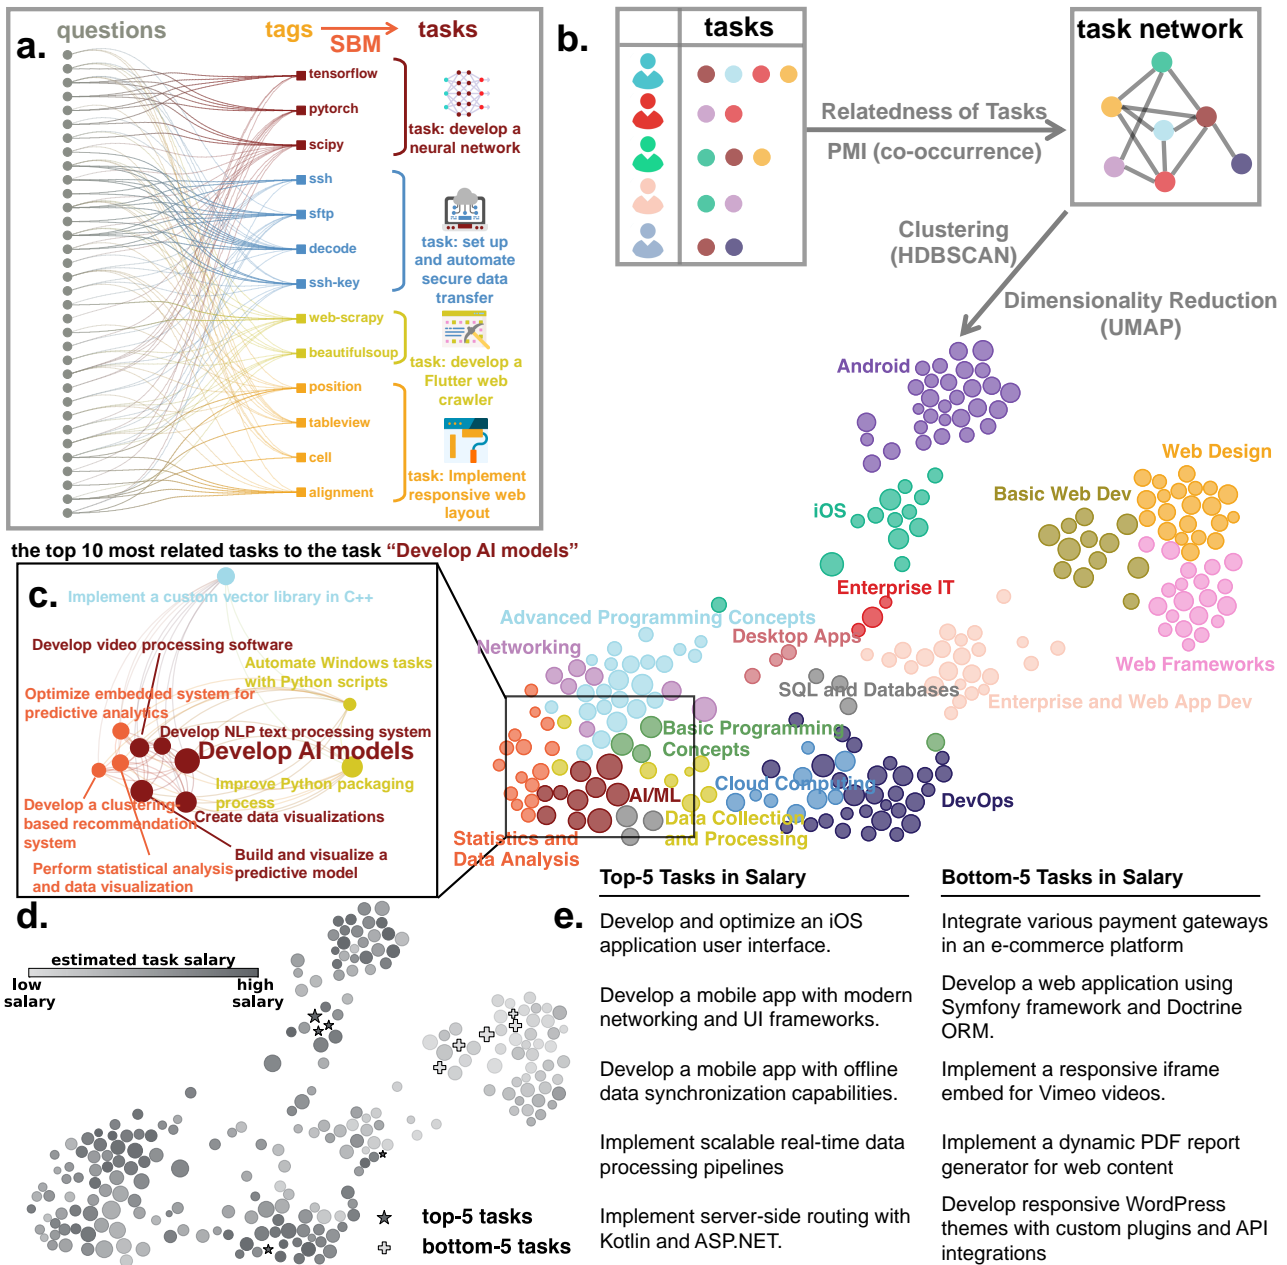 a.
questions
tags
SBM
tasks
tensorflow
pytorch
scipy
ssh
sftp
decode
ssh-key
web-scrapy
beautifulsoup
position
tableview
cell
alignment
task: develop a
neural network
task: set up
and automate
secure data
transfer
task: develop a
Flutter web
crawler
task: Implement
responsive web
layout
b.
tasks
Relatedness of Tasks
PMI (co-occurrence)
task network
Clustering
(HDBSCAN)
Dimensionality Reduction
(UMAP)
Android
iOS
Web Design
Basic Web Dev
Web Frameworks
Enterprise IT
Advanced Programming Concepts
Desktop Apps
Networking
SQL and Databases
Enterprise and Web App Dev
Basic Programming
Concepts
Cloud Computing
AI/ML
DevOps
Data Collection
and Processing
Statistics and
Data Analysis
the top 10 most related tasks to the task “Develop AI models”
c.
Implement a custom vector library in C++
Develop video processing software
Automate Windows tasks
with Python scripts
Optimize embedded system for
predictive analytics
Develop NLP text processing system
Develop AI models
Improve Python packaging
process
Develop a clustering-
based recommendation
system
Create data visualizations
Build and visualize a
predictive model
Perform statistical analysis
and data visualization
d.
estimated task salary
low
salary
high
salary
top-5 tasks
bottom-5 tasks
e.
Top-5 Tasks in Salary
Develop and optimize an iOS
application user interface.
Develop a mobile app with modern
networking and UI frameworks.
Develop a mobile app with offline
data synchronization capabilities.
Implement scalable real-time data
processing pipelines
Implement server-side routing with
Kotlin and ASP.NET.
Bottom-5 Tasks in Salary
Integrate various payment gateways
in an e-commerce platform
Develop a web application using
Symfony framework and Doctrine
ORM.
Implement a responsive iframe
embed for Vimeo videos.
Implement a dynamic PDF report
generator for web content
Develop responsive WordPress
themes with custom plugins and API
integrations